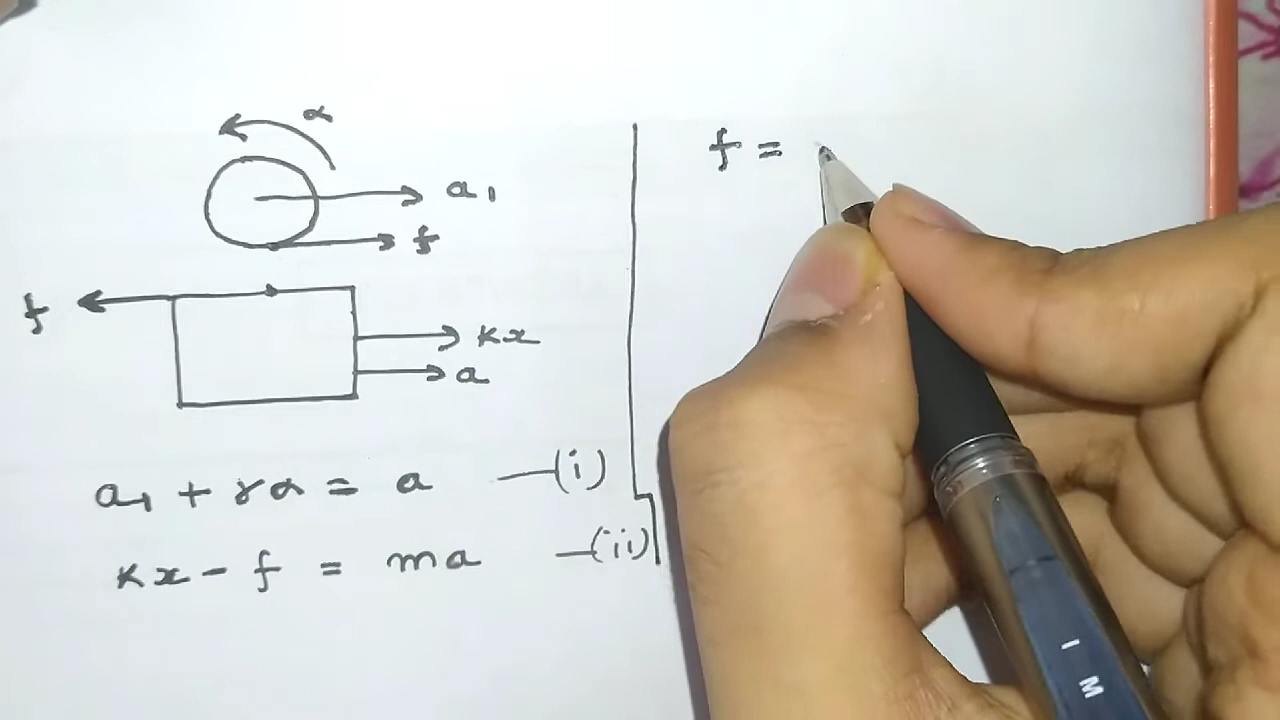 α
a₁
f
f
kx
a
a₁ + rα = a —(i)
kx - f = ma —(ii)
f =
I M